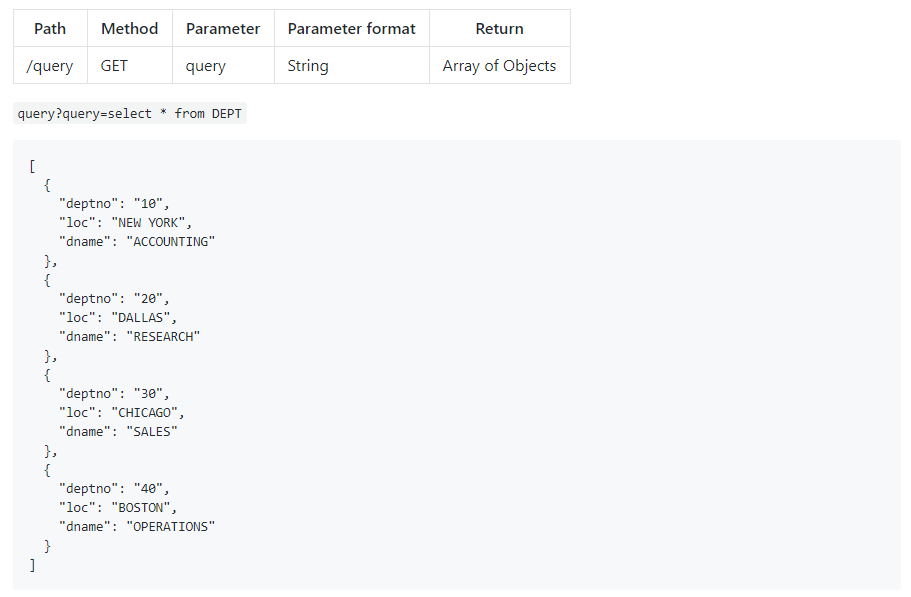 Path Method Parameter Parameter format Return
/query GET query String Array of Objects
query?query=select * from DEPT
[
  {
    "deptno": "10",
    "loc": "NEW YORK",
    "dname": "ACCOUNTING"
  },
  {
    "deptno": "20",
    "loc": "DALLAS",
    "dname": "RESEARCH"
  },
  {
    "deptno": "30",
    "loc": "CHICAGO",
    "dname": "SALES"
  },
  {
    "deptno": "40",
    "loc": "BOSTON",
    "dname": "OPERATIONS"
  }
]